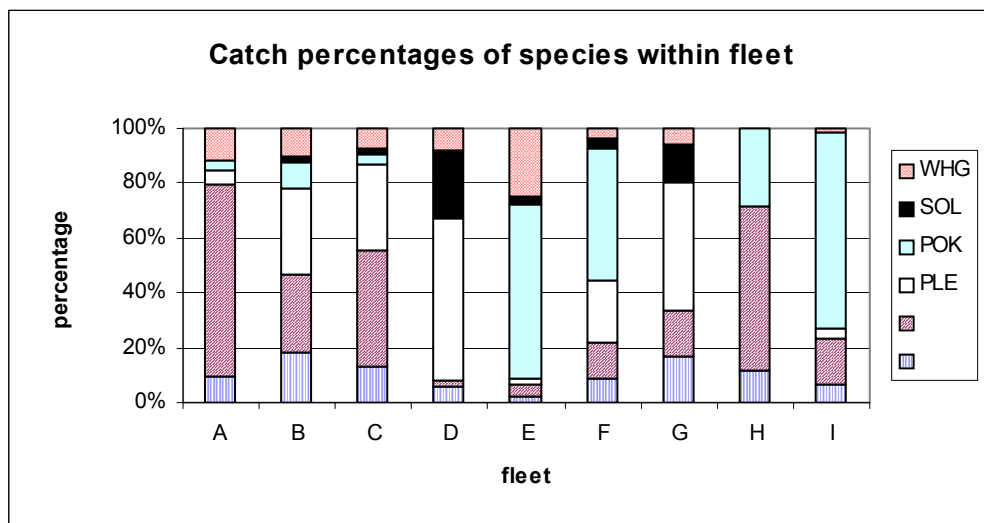 Catch percentages of species within fleet
percentage
100%
80%
60%
40%
20%
0%
A B C D E F G H I
fleet
WHG
SOL
POK
PLE